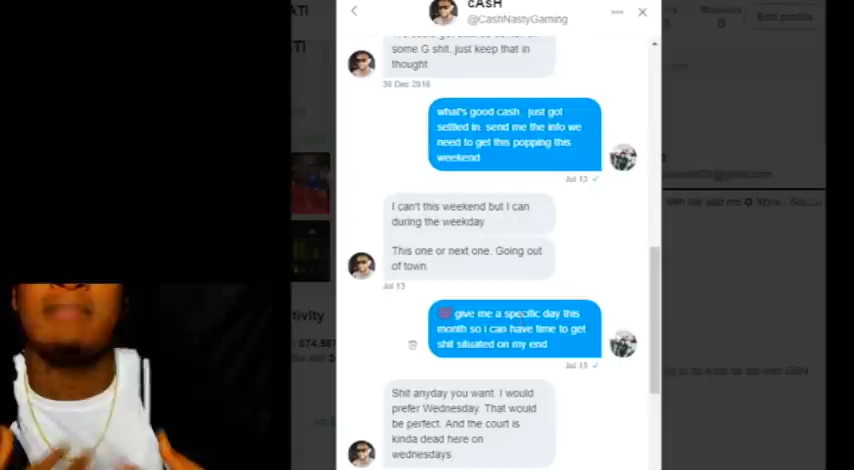 CASH
@CashNastyGaming
Edit profile
some G shit. just keep that in
thought
30 Dec 2016
what's good cash. just got
settled in. send me the info we
need to get this popping this
weekend
Jul 13 ✓
I can't this weekend but I can
during the weekday
This one or next one. Going out
of town.
Jul 13
💯 give me a specific day this
month so i can have time to get
shit situated on my end
Jul 13 ✓
Shit anyday you want. I would
prefer Wednesday. That would
be perfect. And the court is
kinda dead here on
wednesdays